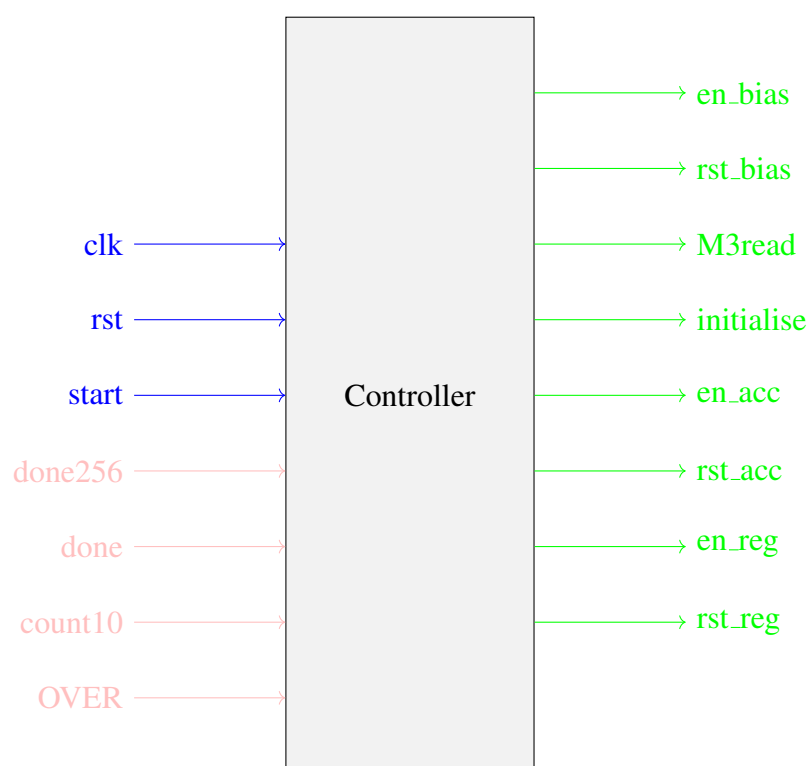 en_bias
rst_bias
clk
M3read
rst
initialise
start
Controller
en_acc
done256
rst_acc
done
en_reg
count10
rst_reg
OVER